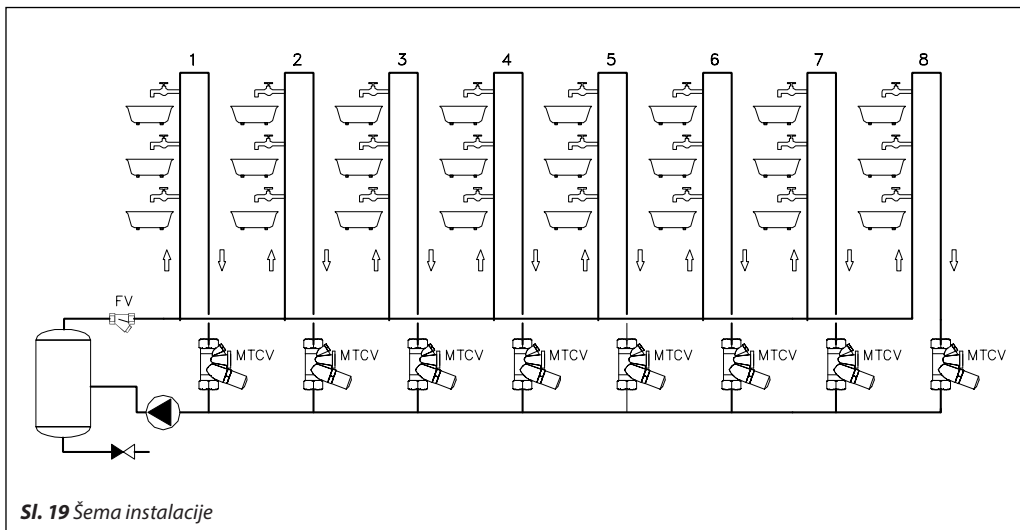 1 2 3 4 5 6 7 8
FV
MTCV MTCV MTCV MTCV MTCV MTCV MTCV MTCV
Sl. 19 Šema instalacije